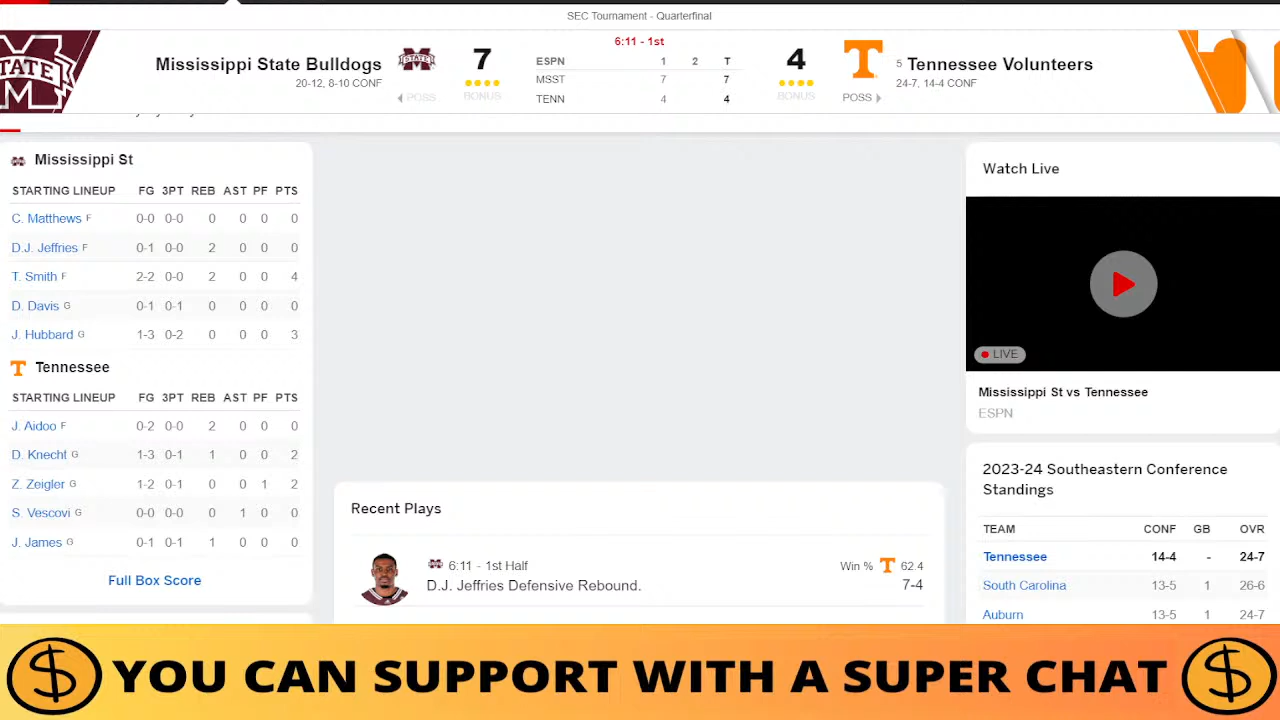 SEC Tournament - Quarterfinal
STATE
M
Mississippi State Bulldogs
20-12, 8-10 CONF
STATE
POSS
7
BONUS
6:11 - 1st
ESPN 1 2 T
MSST 7 7
TENN 4 4
4
BONUS
T
POSS
5 Tennessee Volunteers
24-7, 14-4 CONF
Mississippi St
STARTING LINEUP FG 3PT REB AST PF PTS
C. Matthews F 0-0 0-0 0 0 0 0
D.J. Jeffries F 0-1 0-0 2 0 0 0
T. Smith F 2-2 0-0 2 0 0 4
D. Davis G 0-1 0-1 0 0 0 0
J. Hubbard G 1-3 0-2 0 0 0 3
T Tennessee
STARTING LINEUP FG 3PT REB AST PF PTS
J. Aidoo F 0-2 0-0 2 0 0 0
D. Knecht G 1-3 0-1 1 0 0 2
Z. Zeigler G 1-2 0-1 0 0 1 2
S. Vescovi G 0-0 0-0 0 1 0 0
J. James G 0-1 0-1 1 0 0 0
Full Box Score
Recent Plays
6:11 - 1st Half
D.J. Jeffries Defensive Rebound.
Win % T 62.4
7-4
Watch Live
LIVE
Mississippi St vs Tennessee
ESPN
2023-24 Southeastern Conference
Standings
TEAM CONF GB OVR
Tennessee 14-4 - 24-7
South Carolina 13-5 1 26-6
Auburn 13-5 1 24-7
$ YOU CAN SUPPORT WITH A SUPER CHAT $